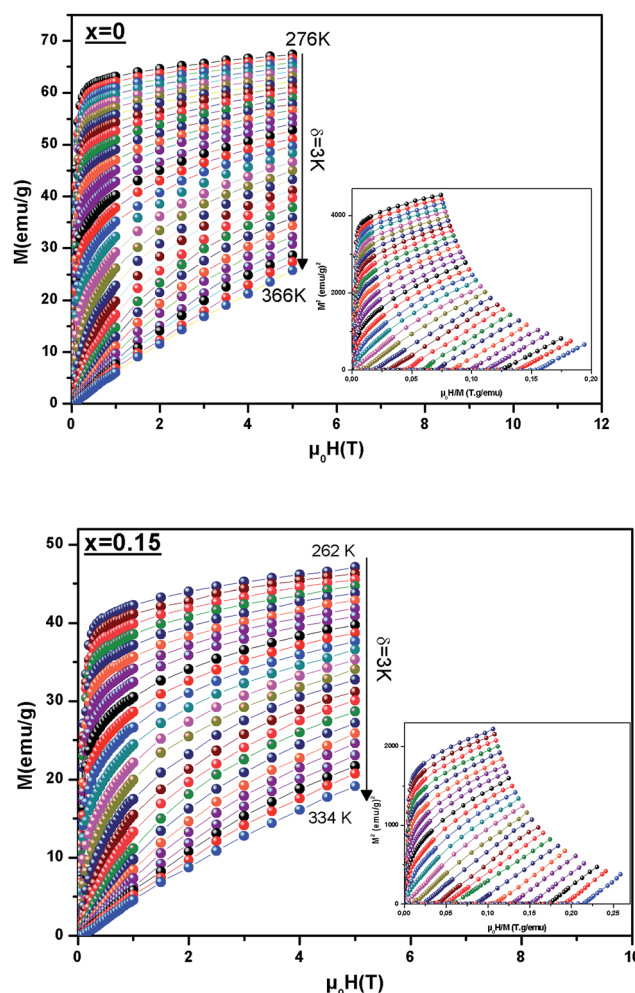 x=0
276K
δ=3K
366K
M(emu/g)
70
60
50
40
30
20
10
0
0 2 4 6 8 10 12
μ₀H(T)
M² (emu/g)²
4000
2000
0
0,00 0,05 0,10 0,15 0,20
μ₀H/M (T.g/emu)
x=0.15
262 K
δ=3K
334 K
M(emu/g)
50
40
30
20
10
0
0 2 4 6 8 10
μ₀H(T)
M² (emu/g)²
2000
1000
0
0,00 0,05 0,10 0,15 0,20 0,25
μ₀H/M (T.g/emu)